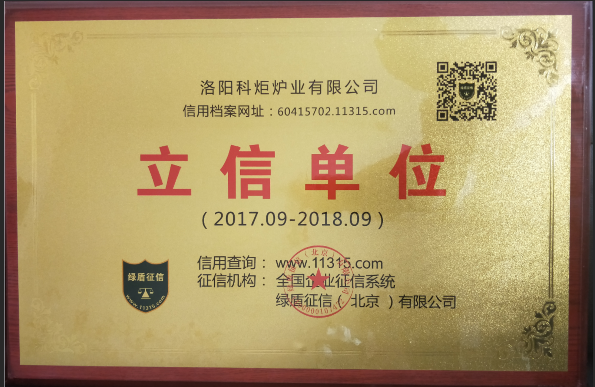 洛阳科炬炉业有限公司
信用档案网址：60415702.11315.com
立信单位
（2017.09-2018.09）
信用查询：www.11315.com
征信机构：全国企业征信系统
绿盾征信（北京）有限公司
绿盾征信
www.11315.com